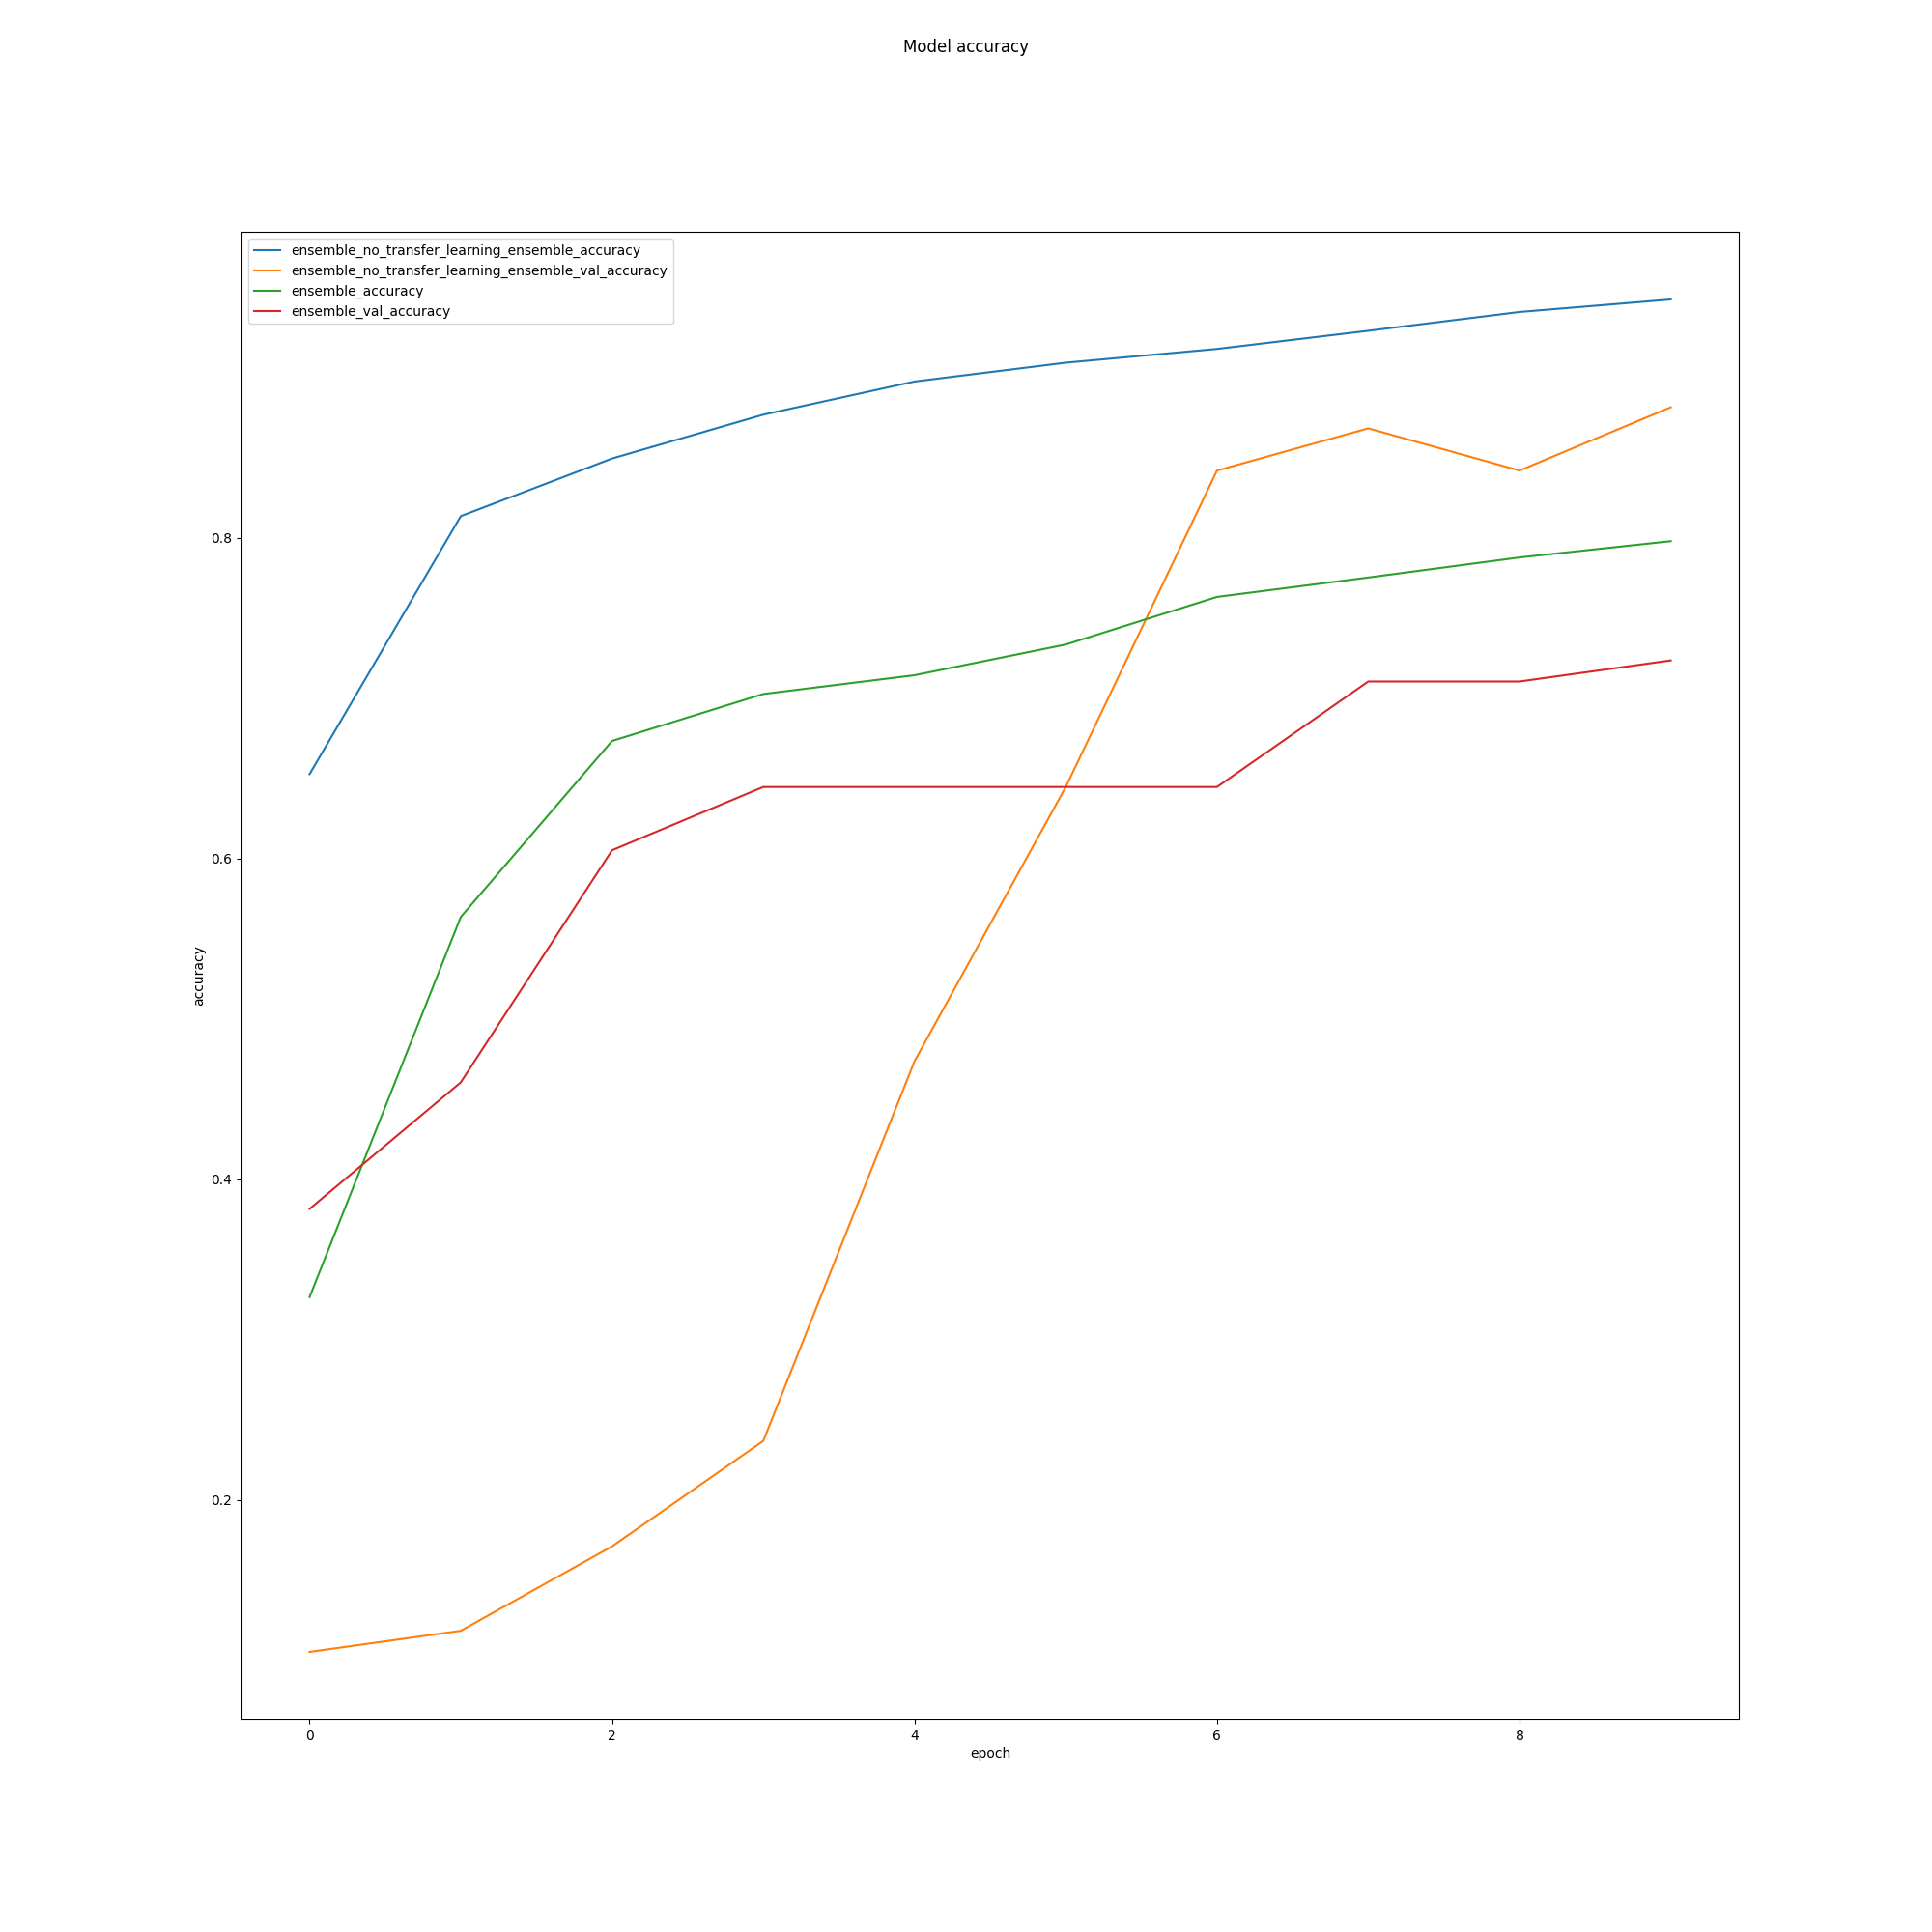 Model accuracy
ensemble_no_transfer_learning_ensemble_accuracy
ensemble_no_transfer_learning_ensemble_val_accuracy
ensemble_accuracy
ensemble_val_accuracy
0.8
0.6
accuracy
0.4
0.2
0 2 4 6 8
epoch